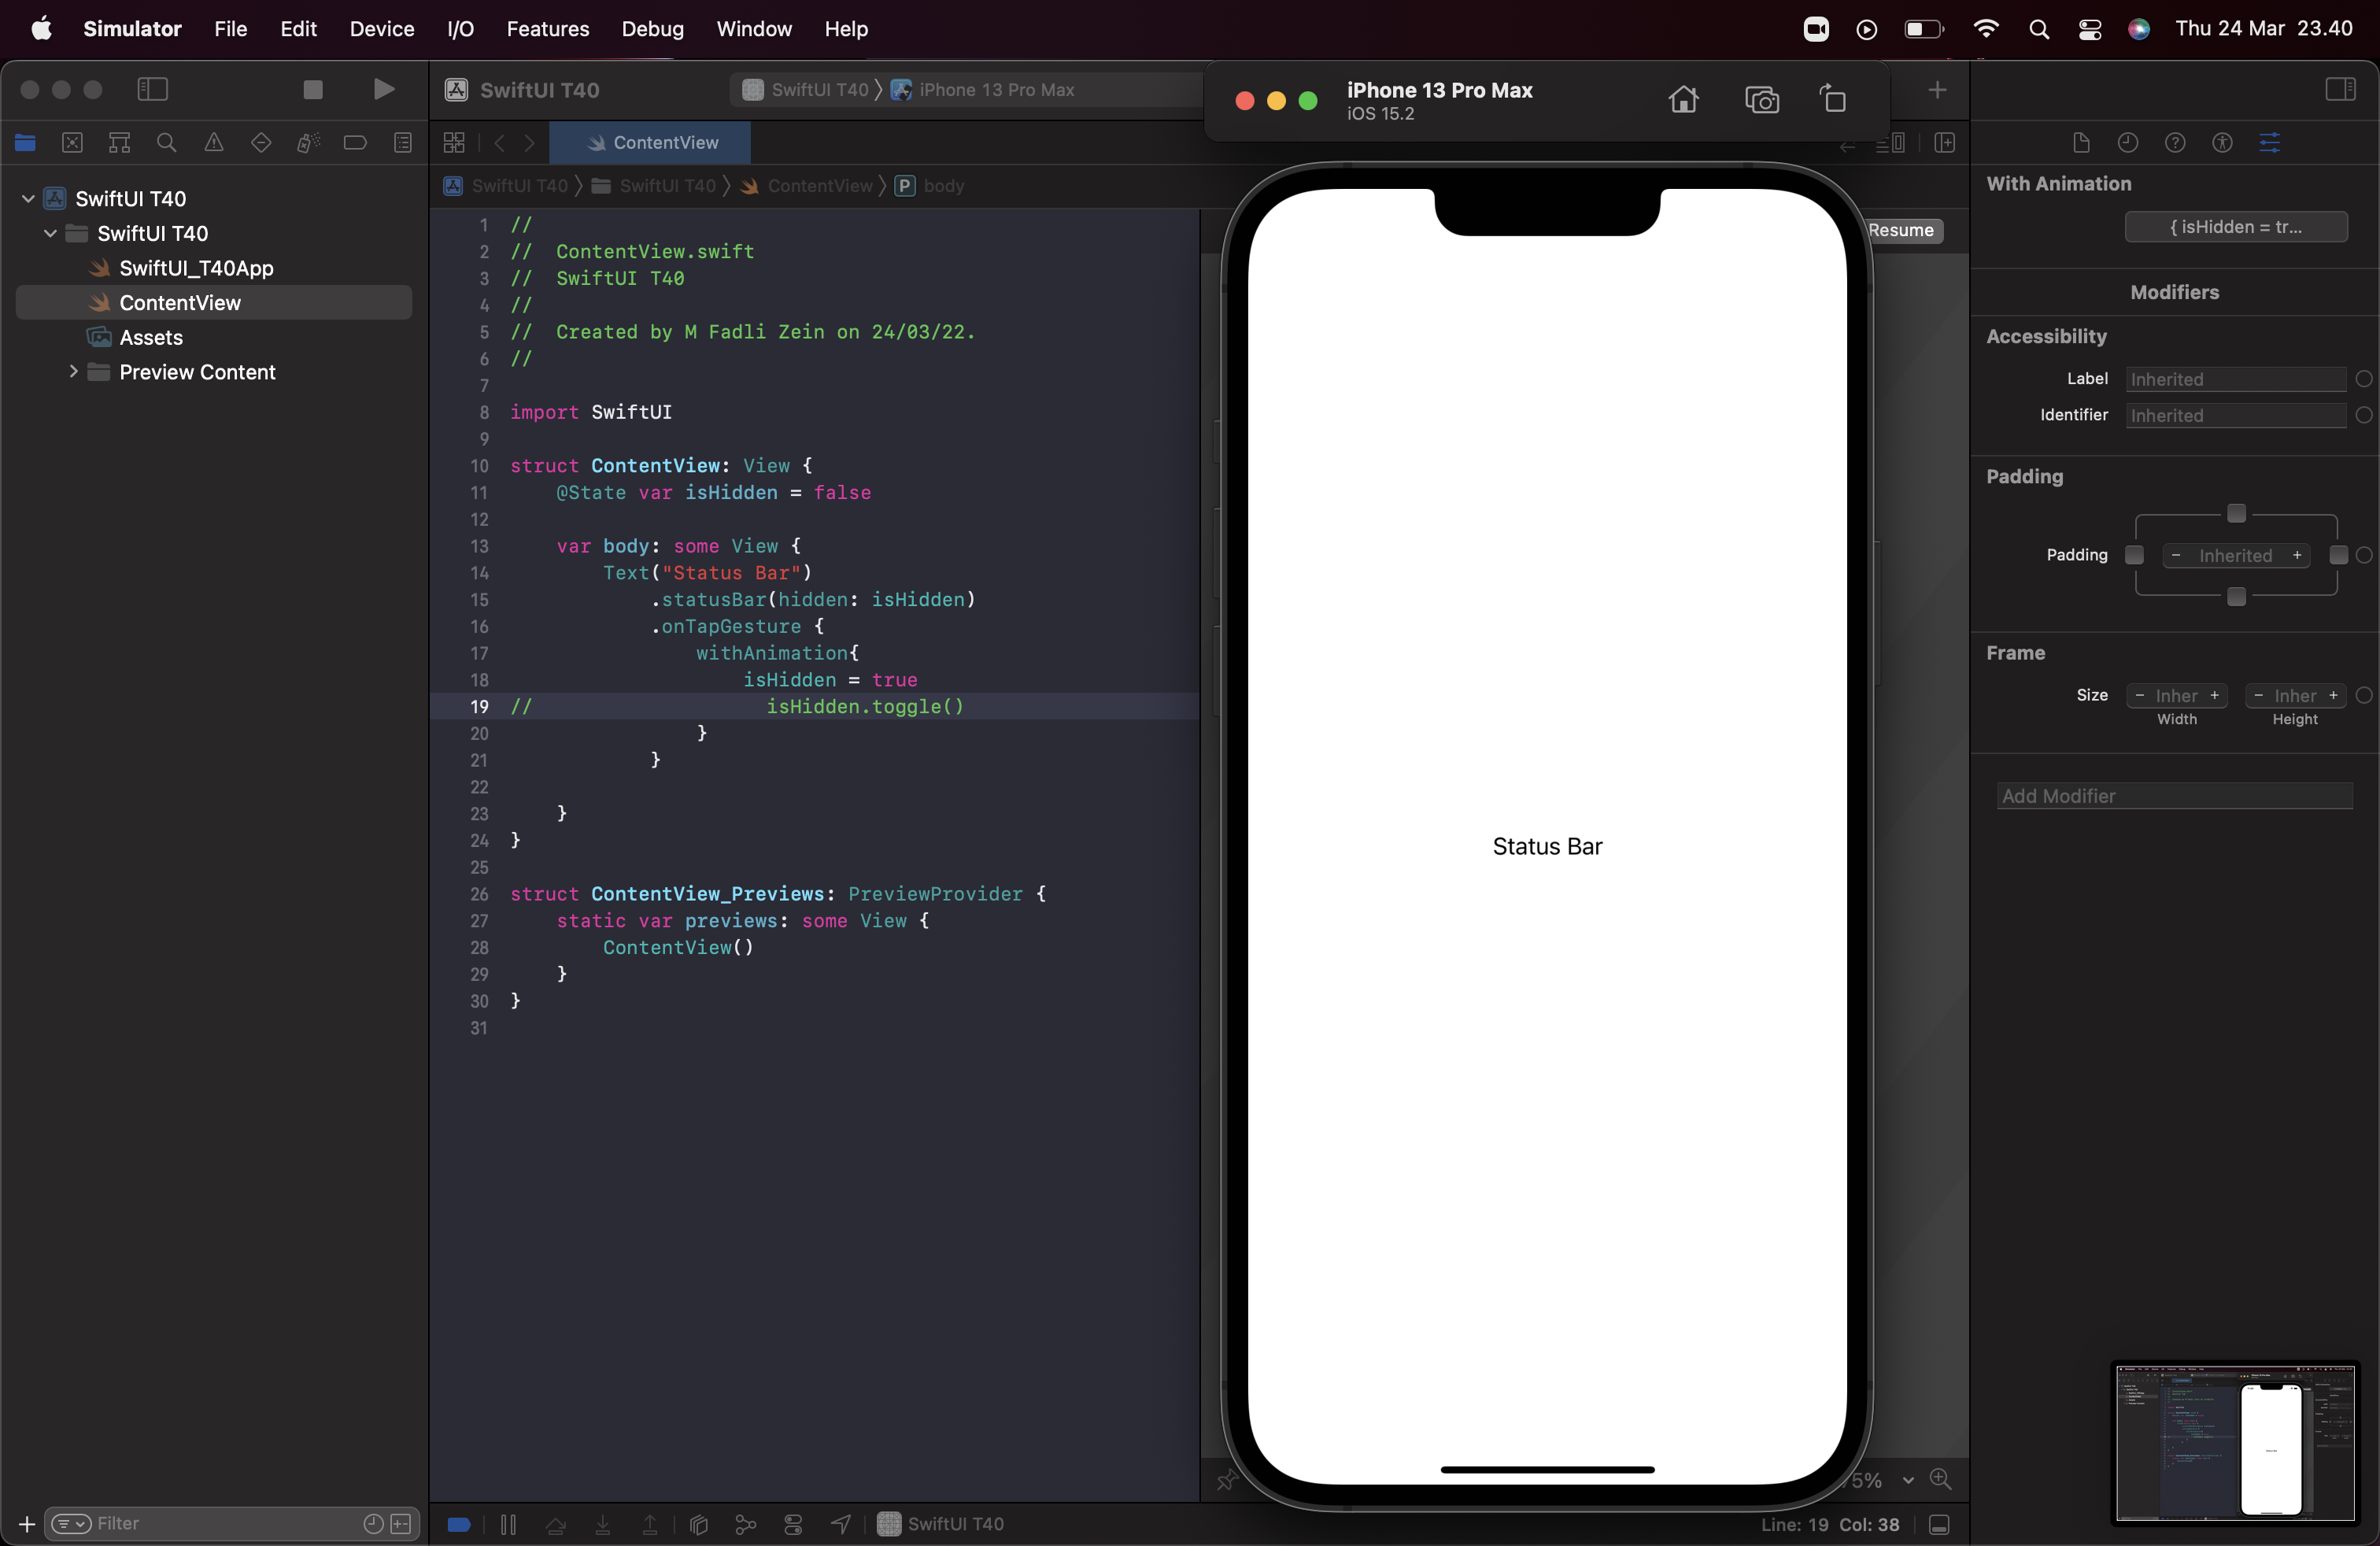 Simulator File Edit Device I/O Features Debug Window Help Thu 24 Mar 23.40
SwiftUI T40 SwiftUI T40 iPhone 13 Pro Max
iPhone 13 Pro Max
iOS 15.2
ContentView
SwiftUI T40
SwiftUI T40
SwiftUI_T40App
ContentView
Assets
Preview Content
Filter
SwiftUI T40 SwiftUI T40 ContentView P body
1 //
2 // ContentView.swift
3 // SwiftUI T40
4 //
5 // Created by M Fadli Zein on 24/03/22.
6 //
7
8 import SwiftUI
9
10 struct ContentView: View {
11 @State var isHidden = false
12
13 var body: some View {
14 Text("Status Bar")
15 .statusBar(hidden: isHidden)
16 .onTapGesture {
17 withAnimation{
18 isHidden = true
19 // isHidden.toggle()
20 }
21 }
22
23 }
24 }
25
26 struct ContentView_Previews: PreviewProvider {
27 static var previews: some View {
28 ContentView()
29 }
30 }
31
Resume
Status Bar
5%
SwiftUI T40
Line: 19 Col: 38
With Animation
{ isHidden = tr...
Modifiers
Accessibility
Label Inherited
Identifier Inherited
Padding
Padding - Inherited +
Frame
Size - Inher + - Inher +
Width Height
Add Modifier